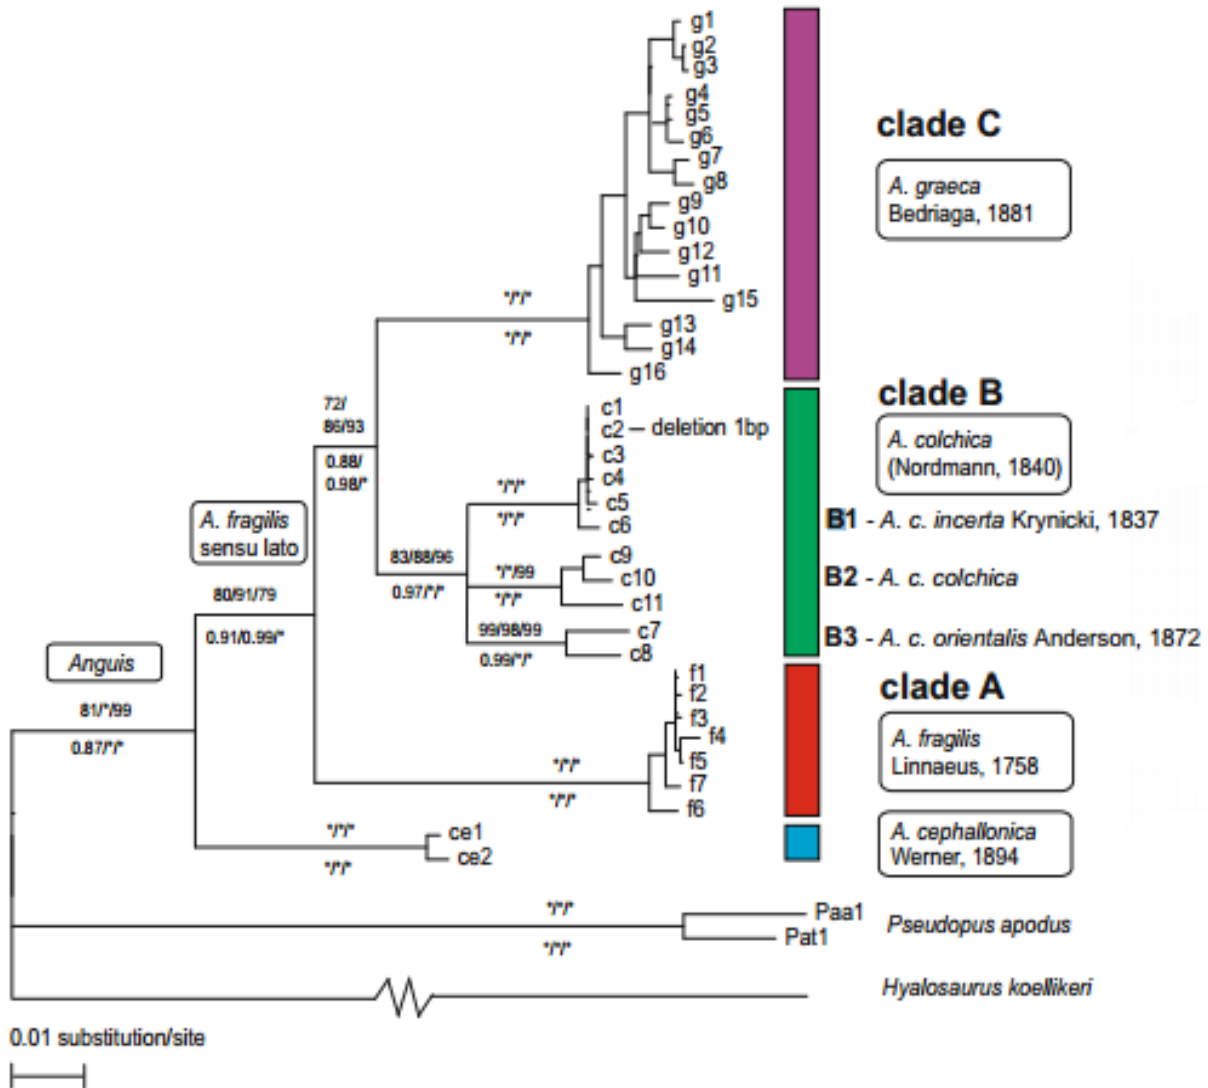 g1
g2
g3
g4
g5
g6
g7
g8
g9
g10
g12
g11
g15
g13
g14
g16
clade C
A. graeca
Bedriaga, 1881
*/*/*
*/*/*
72/
86/93
0.88/
0.98/*
c1
c2 – deletion 1bp
c3
c4
c5
c6
c9
c10
c11
c7
c8
clade B
A. colchica
(Nordmann, 1840)
B1 - A. c. incerta Krynicki, 1837
B2 - A. c. colchica
B3 - A. c. orientalis Anderson, 1872
*/*/*
*/*/*
83/88/96
0.97/*/*
*/*/99
*/*/*
99/98/99
0.99/*/*
A. fragilis
sensu lato
80/91/79
0.91/0.99/*
Anguis
81/*/99
0.87/*/*
f1
f2
f3
f4
f5
f7
f6
clade A
A. fragilis
Linnaeus, 1758
*/*/*
*/*/*
ce1
ce2
A. cephallonica
Werner, 1894
*/*/*
*/*/*
Paa1
Pat1
Pseudopus apodus
*/*/*
*/*/*
Hyalosaurus koellikeri
0.01 substitution/site